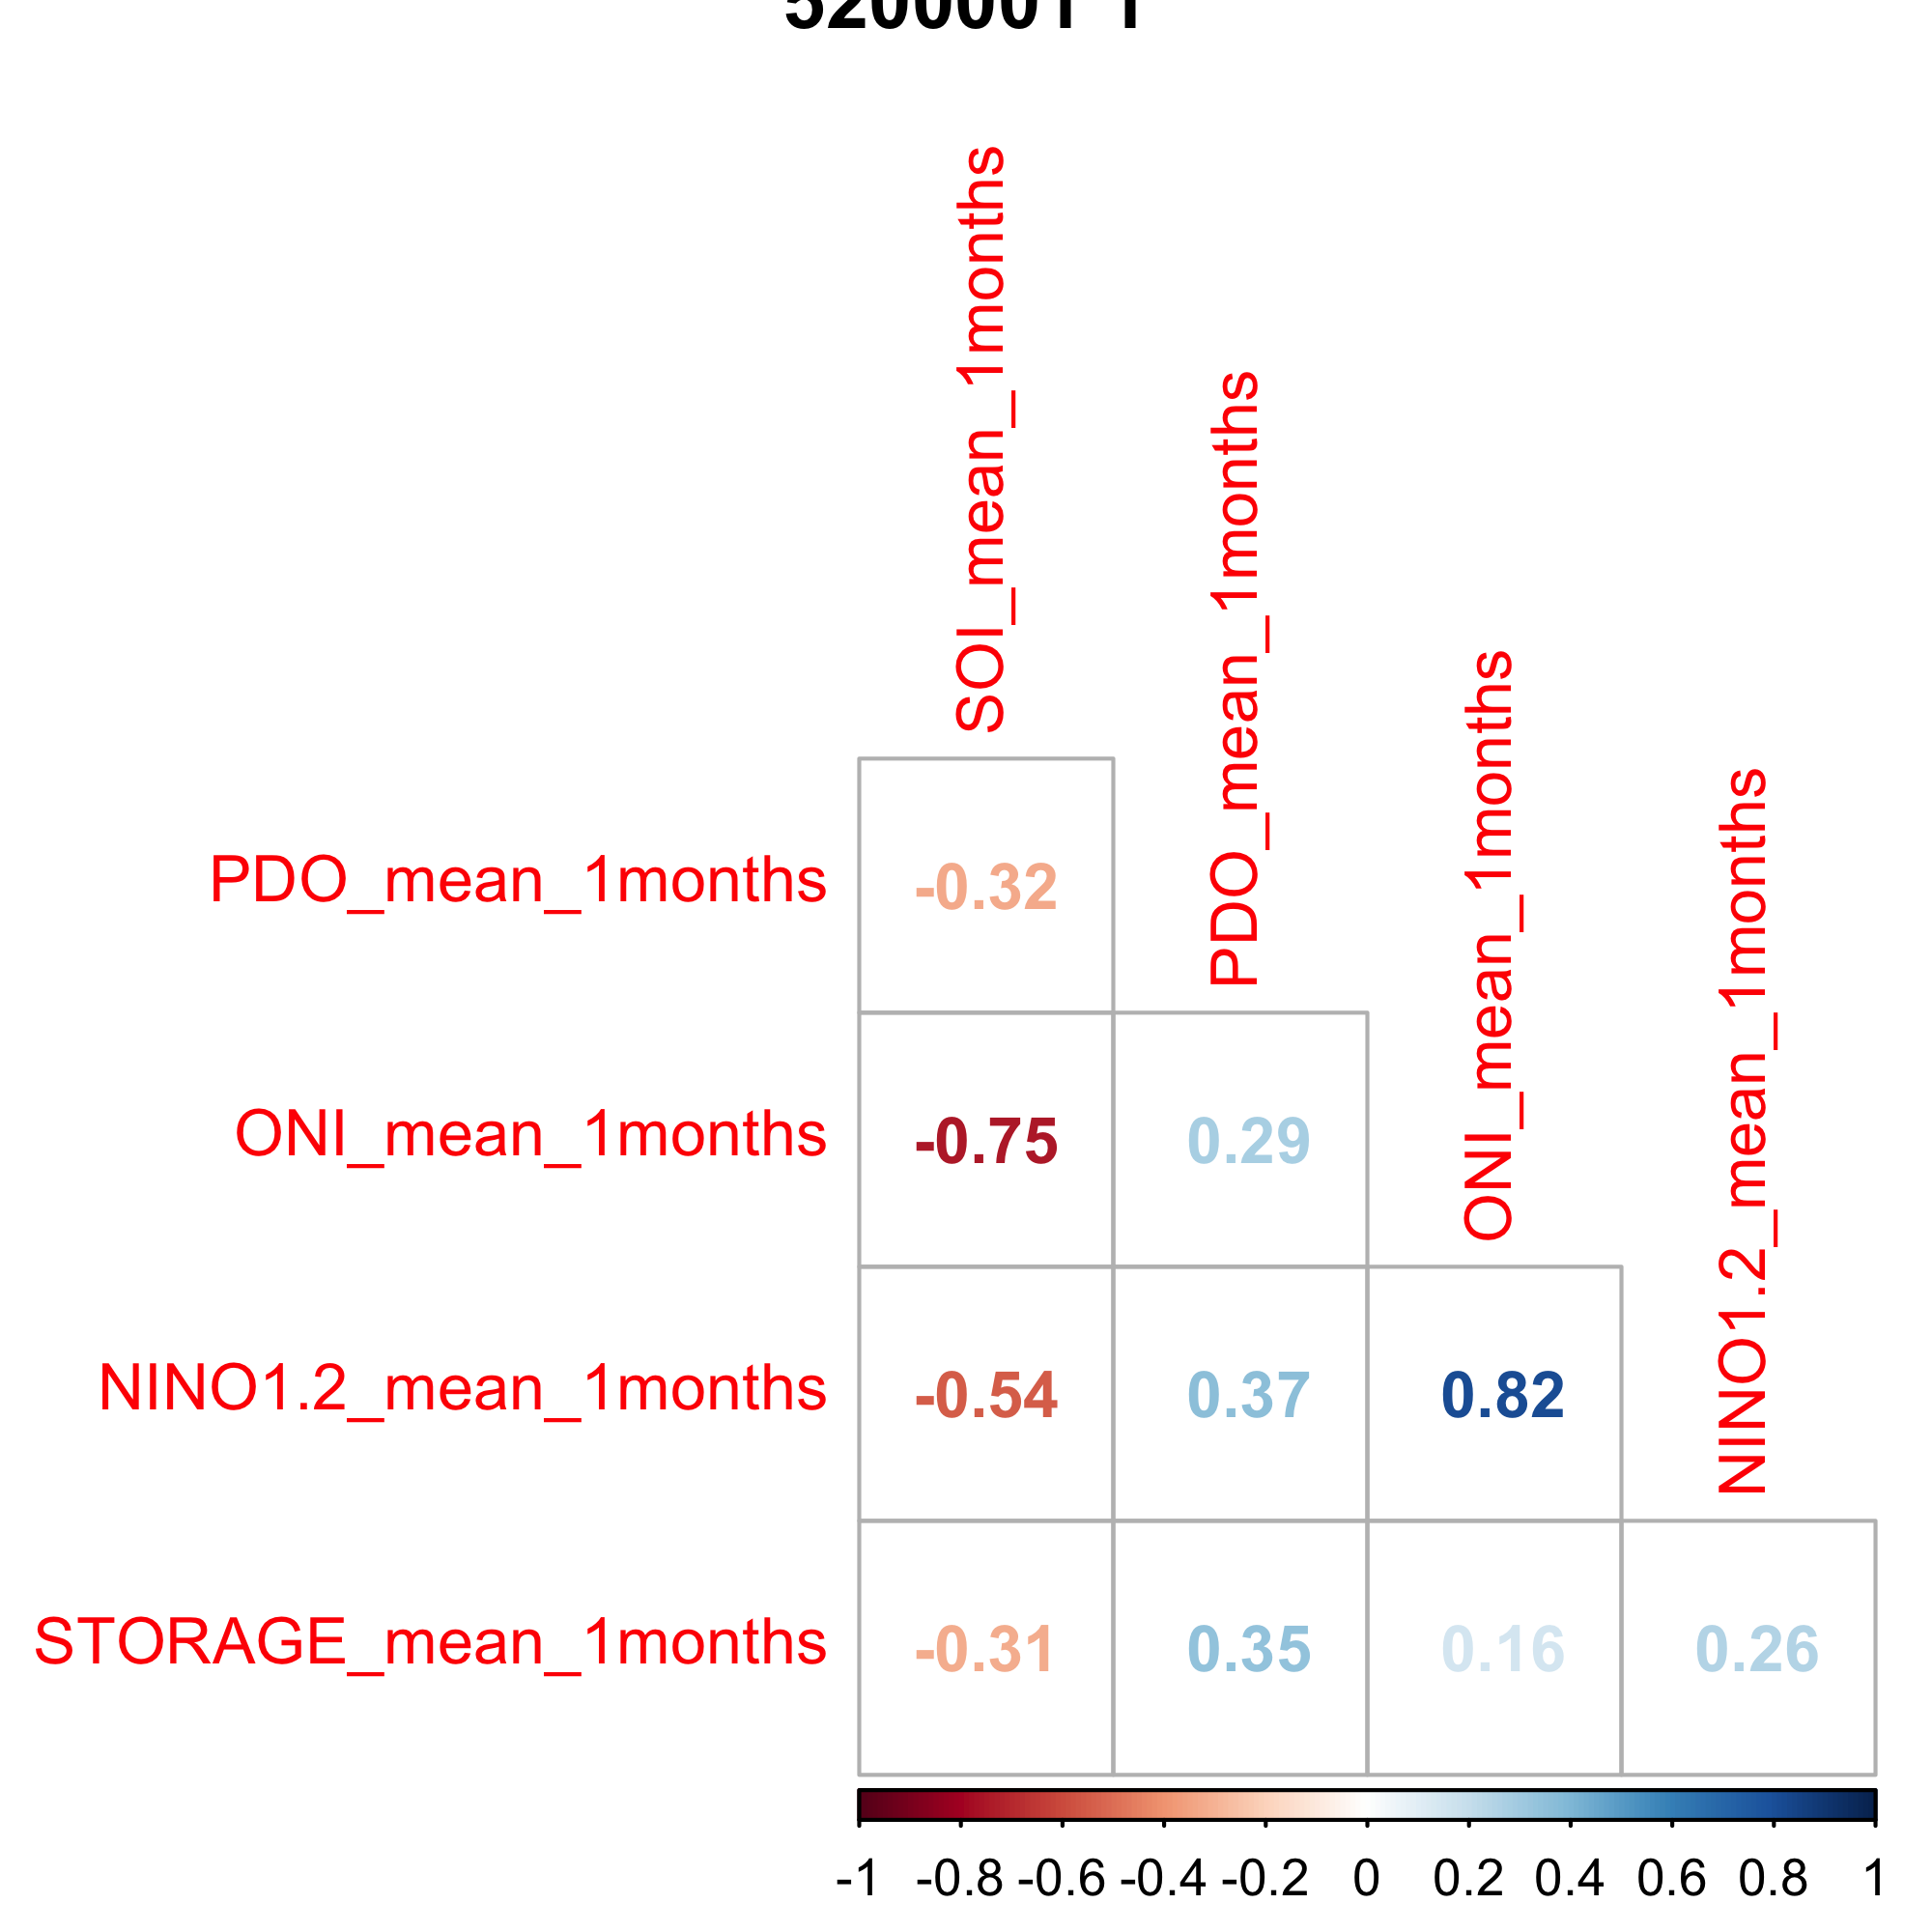 5200001 1
SOI_mean_1months
PDO_mean_1months
ONI_mean_1months
NINO1.2_mean_1months
PDO_mean_1months -0.32
ONI_mean_1months -0.75 0.29
NINO1.2_mean_1months -0.54 0.37 0.82
STORAGE_mean_1months -0.31 0.35 0.16 0.26
-1 -0.8 -0.6 -0.4 -0.2 0 0.2 0.4 0.6 0.8 1